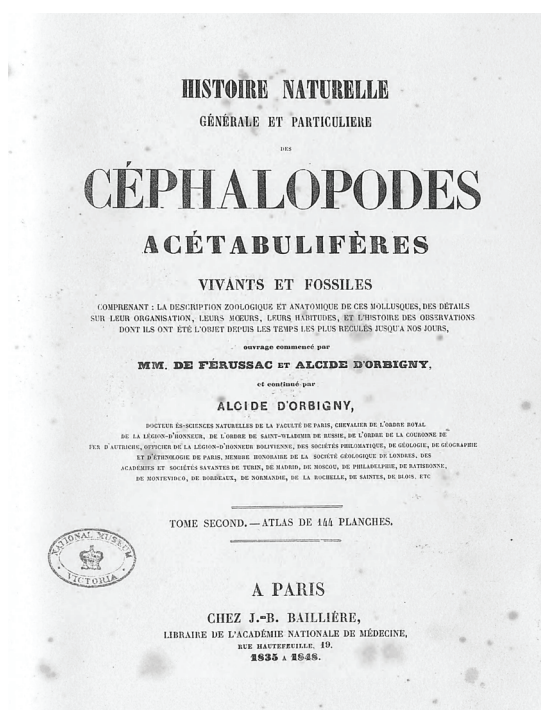 HISTOIRE NATURELLE
GÉNÉRALE ET PARTICULIERE
DES
CÉPHALOPODES
ACÉTABULIFÈRES
VIVANTS ET FOSSILES
COMPRENANT : LA DESCRIPTION ZOOLOGIQUE ET ANATOMIQUE DE CES MOLLUSQUES, DES DÉTAILS
SUR LEUR ORGANISATION, LEURS MŒURS, LEURS HABITUDES, ET L'HISTOIRE DES OBSERVATIONS
DONT ILS ONT ÉTÉ L'OBJET DEPUIS LES TEMPS LES PLUS RECULÉS JUSQU'A NOS JOURS,
ouvrage commencé par
MM. DE FÉRUSSAC ET ALCIDE D'ORBIGNY,
et continué par
ALCIDE D'ORBIGNY,
DOCTEUR ÈS-SCIENCES NATURELLES DE LA FACULTÉ DE PARIS, CHEVALIER DE L'ORDRE ROYAL
DE LA LÉGION-D'HONNEUR, DE L'ORDRE DE SAINT-WLADIMIR DE RUSSIE, DE L'ORDRE DE LA COURONNE DE
FER D'AUTRICHE, OFFICIER DE LA LÉGION-D'HONNEUR BOLIVIENNE, DES SOCIÉTÉS PHILOMATIQUE, DE GÉOLOGIE, DE GÉOGRAPHIE
ET D'ETHNOLOGIE DE PARIS, MEMBRE HONORAIRE DE LA SOCIÉTÉ GÉOLOGIQUE DE LONDRES, DES
ACADÉMIES ET SOCIÉTÉS SAVANTES DE TURIN, DE MADRID, DE MOSCOU, DE PHILADELPHIE, DE RATISBONNE,
DE MONTEVIDEO, DE BORDEAUX, DE NORMANDIE, DE LA ROCHELLE, DE SAINTES, DE BLOIS, ETC
TOME SECOND. — ATLAS DE 144 PLANCHES.
NATIONAL MUSEUM
VICTORIA
A PARIS
CHEZ J.-B. BAILLIÈRE,
LIBRAIRE DE L'ACADÉMIE NATIONALE DE MÉDECINE,
RUE HAUTEFEUILLE, 19.
1835 A 1848.